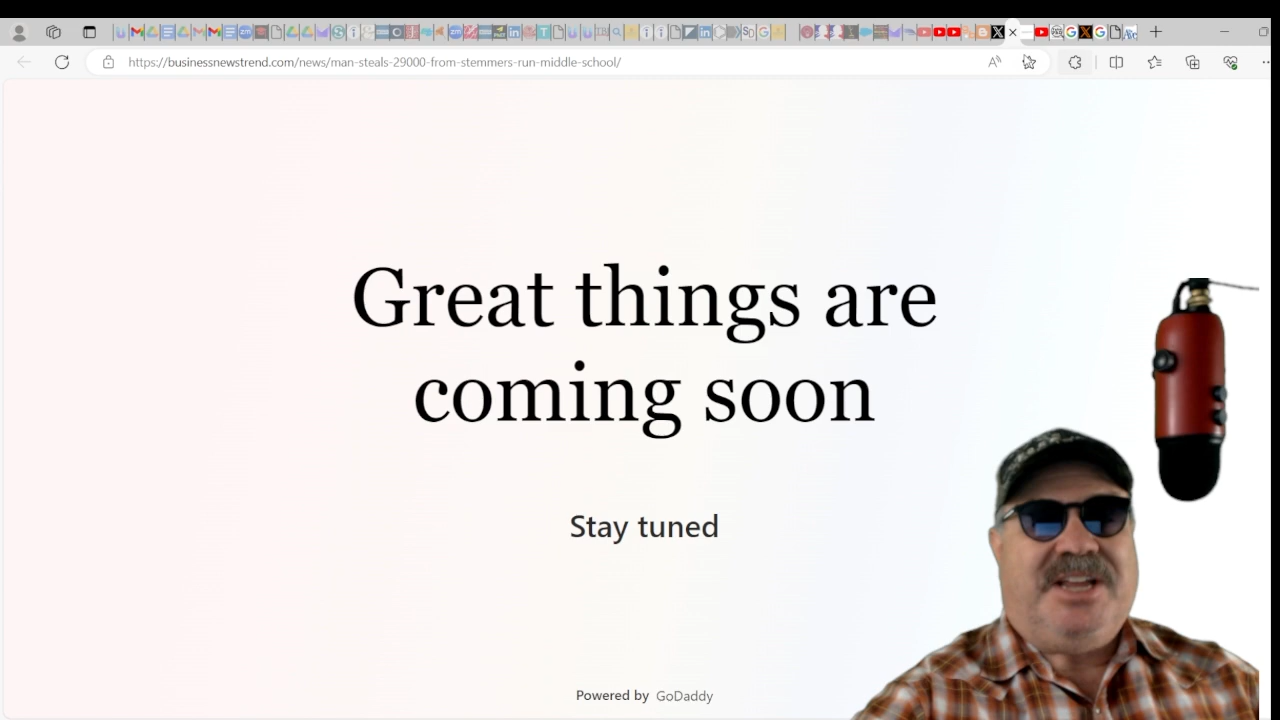 https://businessnewstrend.com/news/man-steals-29000-from-stemmers-run-middle-school/
Great things are
coming soon
Stay tuned
Powered by GoDaddy